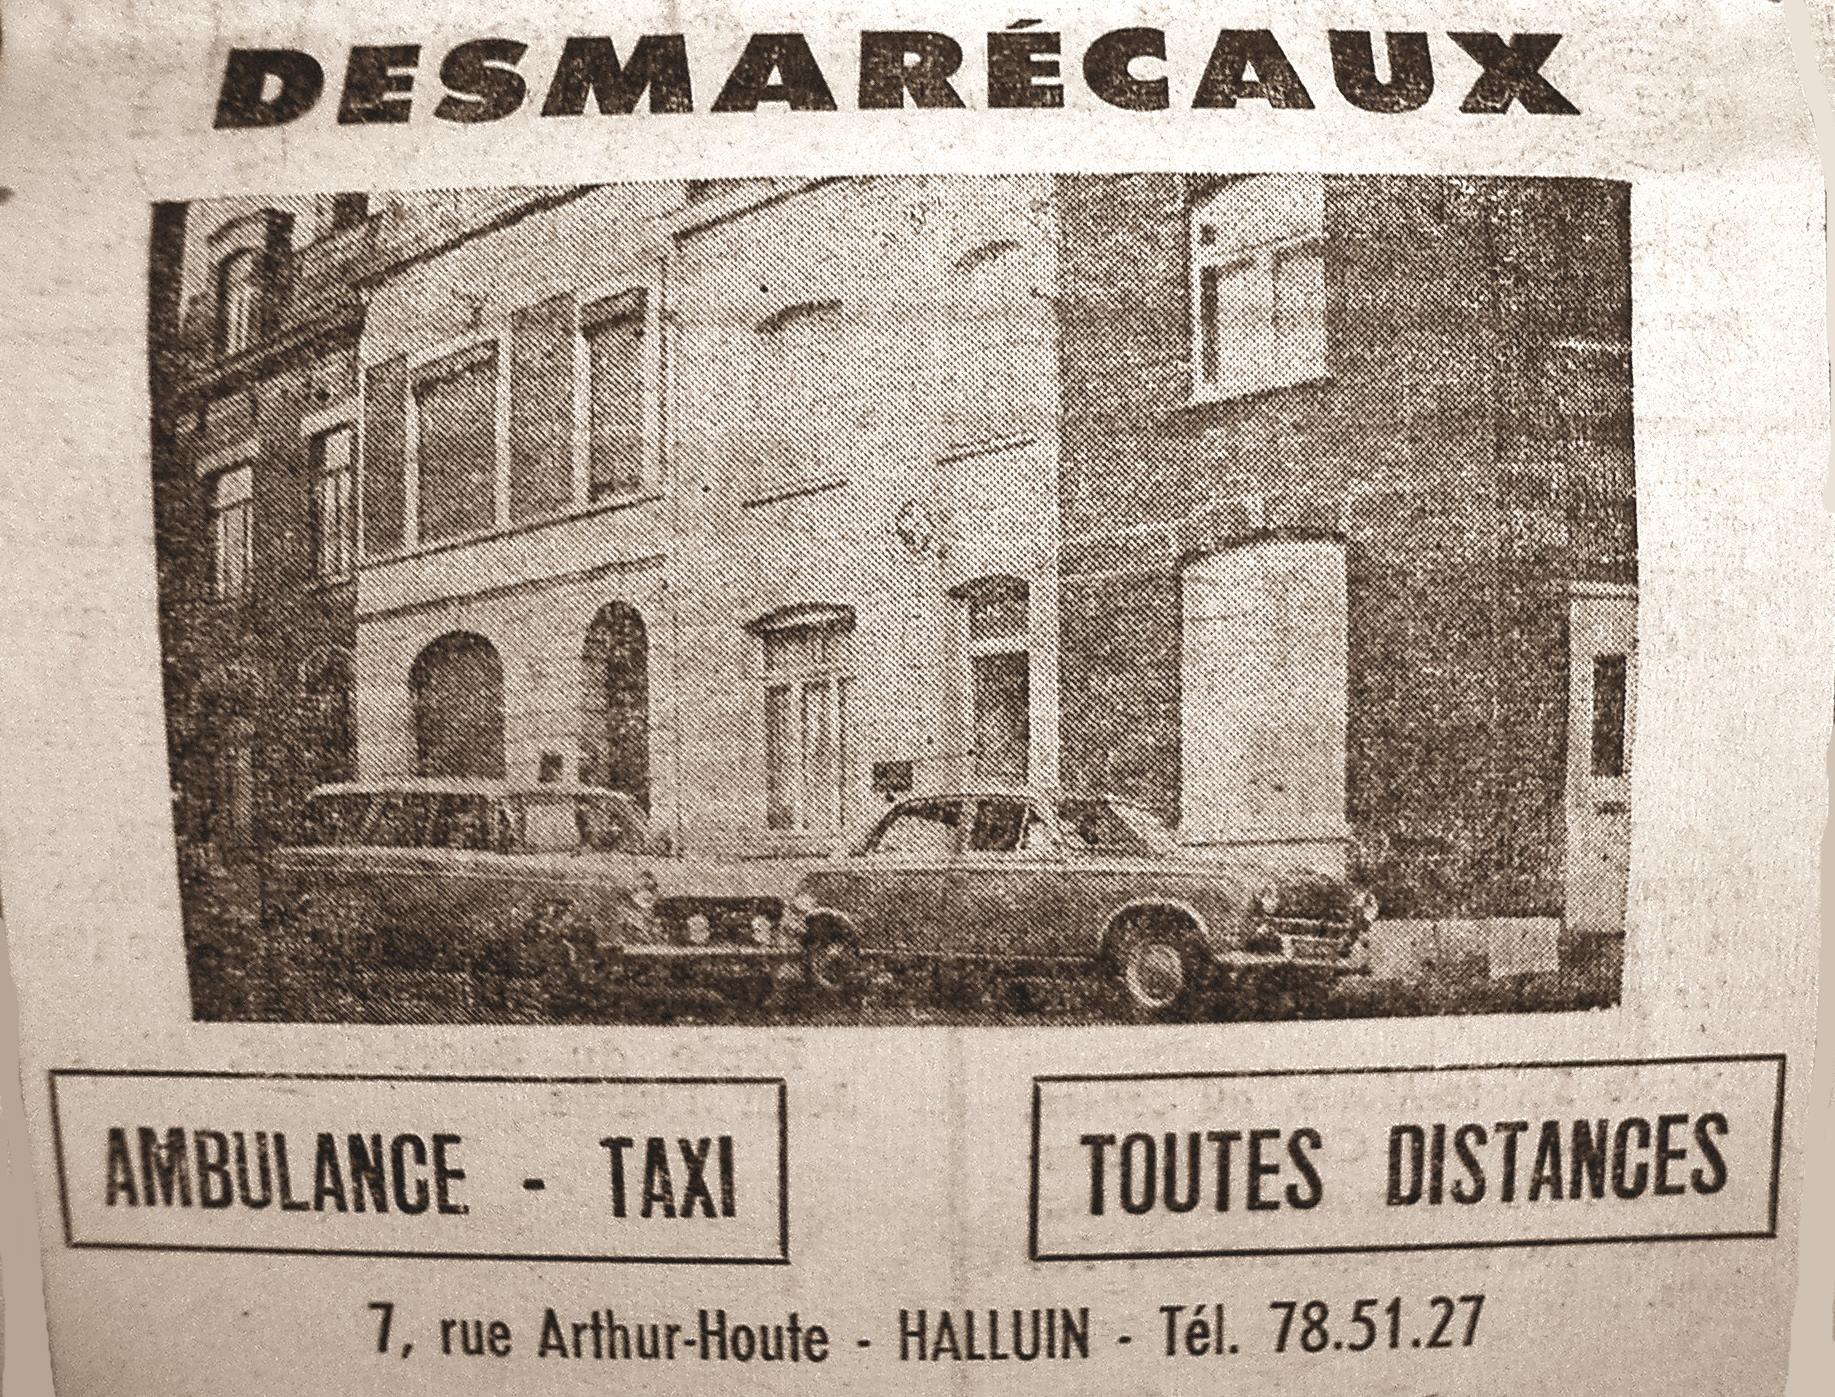 DESMARÉCAUX
AMBULANCE - TAXI
TOUTES DISTANCES
7, rue Arthur-Houte - HALLUIN - Tél. 78.51.27